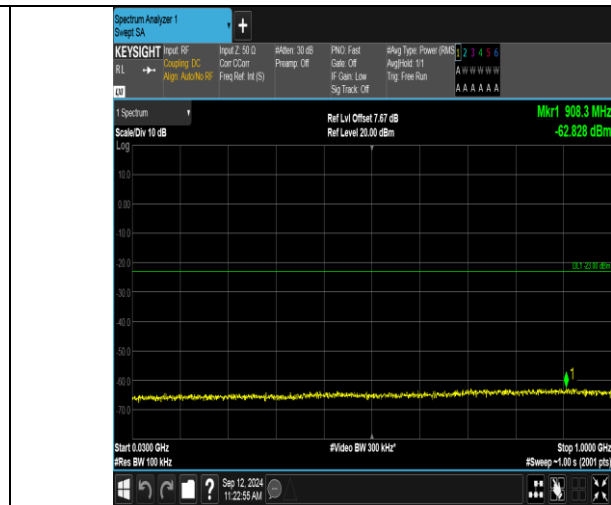 Spectrum Analyzer 1
Swept SA
+
KEYSIGHT Input: RF Input Z: 50 Ω #Atten: 30 dB PNO: Fast #Avg Type: Power (RMS 1 2 3 4 5 6
RL Coupling: DC Corr CCorr Preamp: Off Gate: Off Avg|Hold: 1/1 A W W W W W
Align: Auto/No RF Freq Ref: Int (S) IF Gain: Low Trig: Free Run
LXI Sig Track: Off A A A A A A
1 Spectrum Ref Lvl Offset 7.67 dB Mkr1 908.3 MHz
Scale/Div 10 dB Ref Level 20.00 dBm -62.828 dBm
Log
10.0
0.00
-10.0
-20.0
DL1 -23.00 dBm
-30.0
-40.0
-50.0
1
-60.0
-70.0
Start 0.0300 GHz #Video BW 300 kHz* Stop 1.0000 GHz
#Res BW 100 kHz #Sweep ~1.00 s (2001 pts)
? Sep 12, 2024
11:22:55 AM